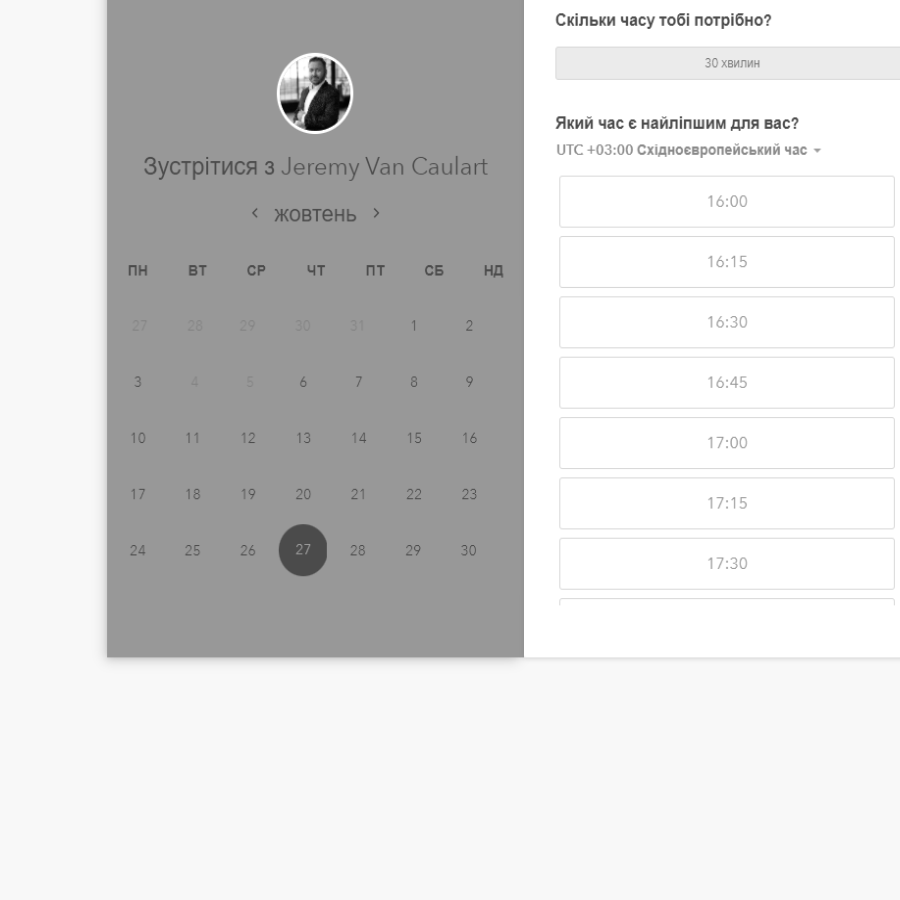 Зустрітися з Jeremy Van Caulart
жовтень
ПН ВТ СР ЧТ ПТ СБ НД
27 28 29 30 31 1 2
3 4 5 6 7 8 9
10 11 12 13 14 15 16
17 18 19 20 21 22 23
24 25 26 27 28 29 30
Скільки часу тобі потрібно?
30 хвилин
Який час є найліпшим для вас?
UTC +03:00 Східноєвропейський час
16:00
16:15
16:30
16:45
17:00
17:15
17:30